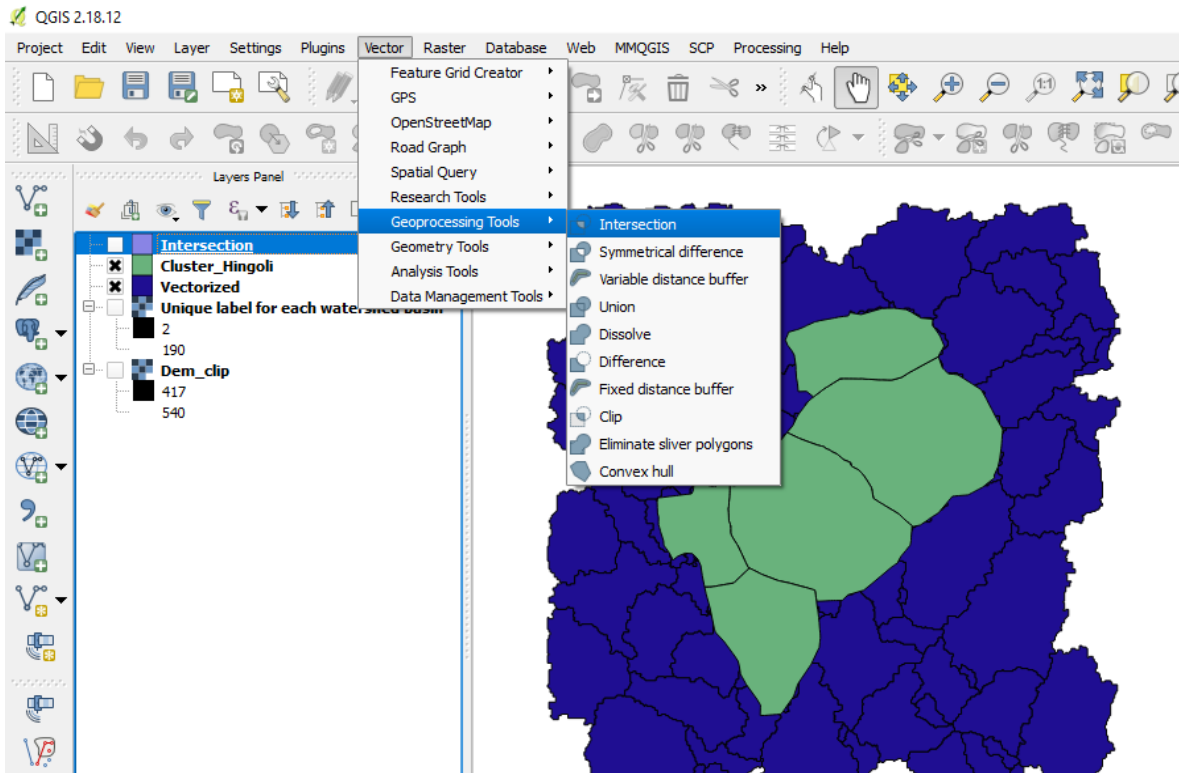 QGIS 2.18.12
Project Edit View Layer Settings Plugins Vector Raster Database Web MMQGIS SCP Processing Help
Feature Grid Creator
GPS
OpenStreetMap
Road Graph
Spatial Query
Research Tools
Geoprocessing Tools
Geometry Tools
Analysis Tools
Data Management Tools
Intersection
Symmetrical difference
Variable distance buffer
Union
Dissolve
Difference
Fixed distance buffer
Clip
Eliminate sliver polygons
Convex hull
1:1
Layers Panel
Intersection
Cluster_Hingoli
Vectorized
Unique label for each watershed basin
2
190
Dem_clip
417
540